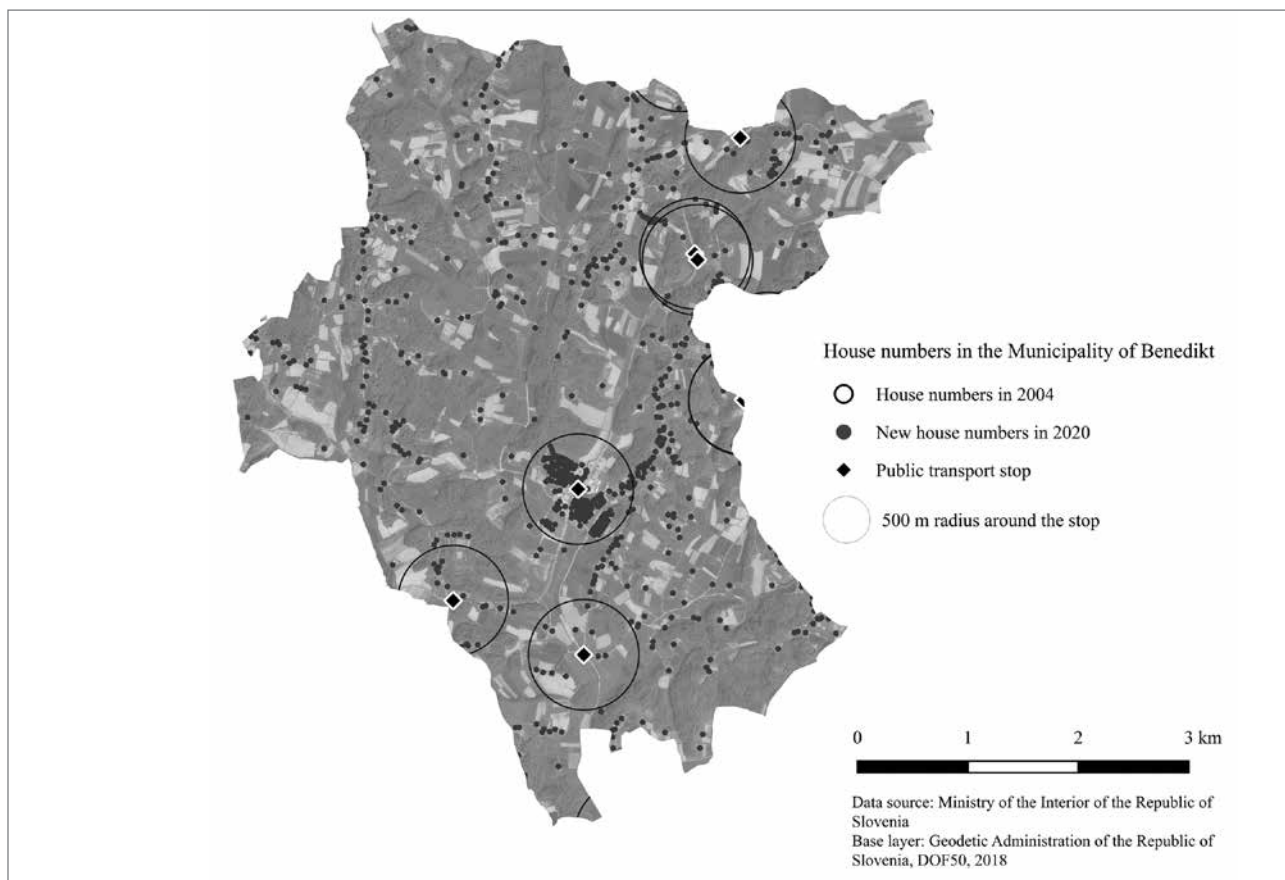 House numbers in the Municipality of Benedikt
House numbers in 2004
New house numbers in 2020
Public transport stop
500 m radius around the stop
0 1 2 3 km
Data source: Ministry of the Interior of the Republic of
Slovenia
Base layer: Geodetic Administration of the Republic of
Slovenia, DOF50, 2018